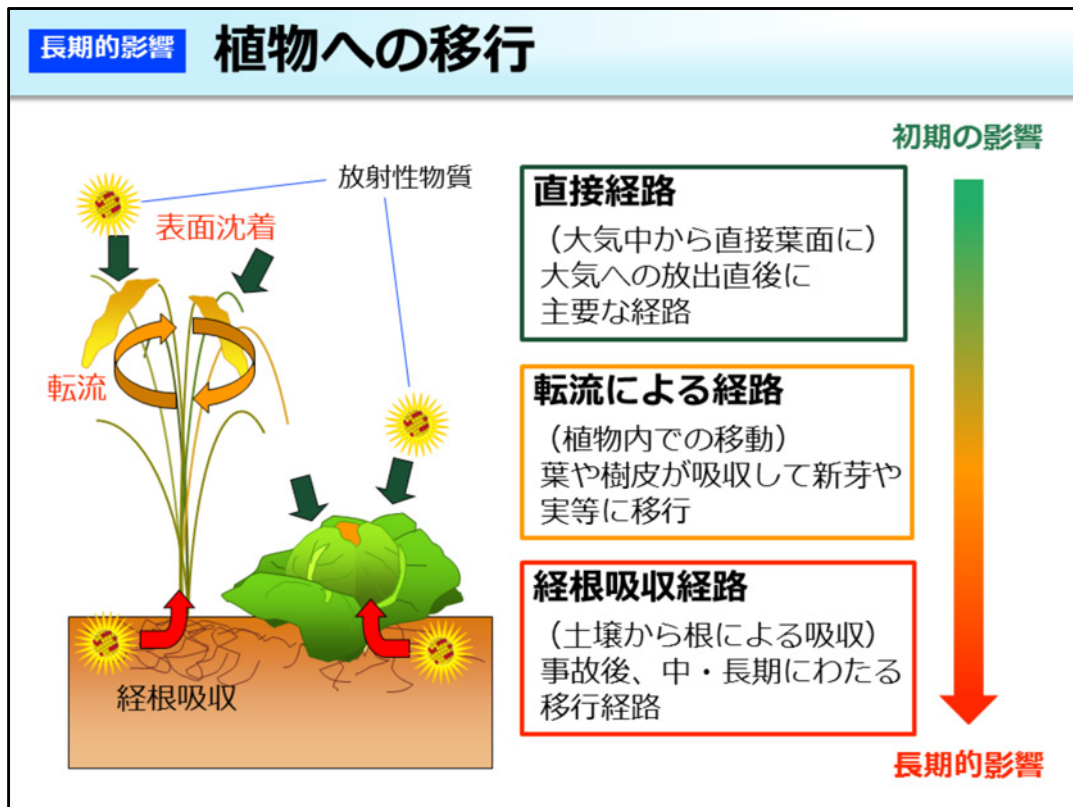 長期的影響
植物への移行
初期の影響
放射性物質
表面沈着
転流
経根吸収
直接経路
（大気中から直接葉面に）
大気への放出直後に
主要な経路
転流による経路
（植物内での移動）
葉や樹皮が吸収して新芽や
実等に移行
経根吸収経路
（土壌から根による吸収）
事故後、中・長期にわたる
移行経路
長期的影響